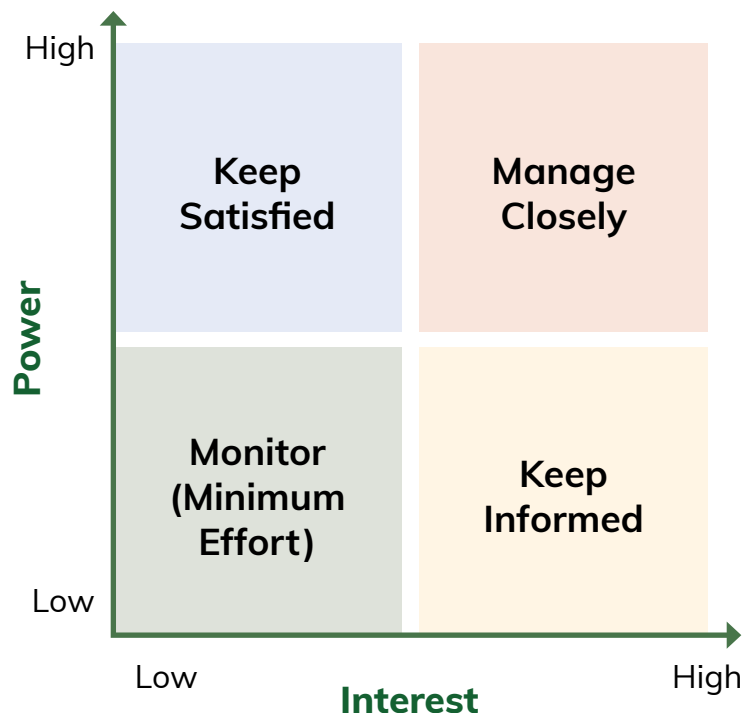 High
Keep
Satisfied
Manage
Closely
Power
Monitor
(Minimum
Effort)
Keep
Informed
Low
Low
High
Interest